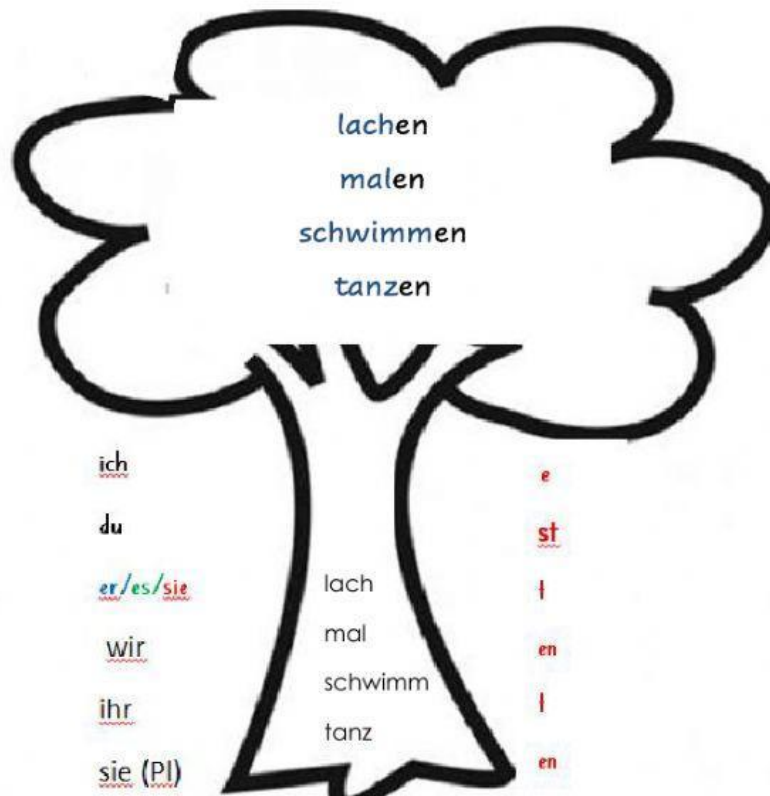 lachen
malen
schwimmen
tanzen
ich
e
du
st
er/es/sie
lach
t
mal
wir
en
schwimm
ihr
t
tanz
sie (Pl)
en